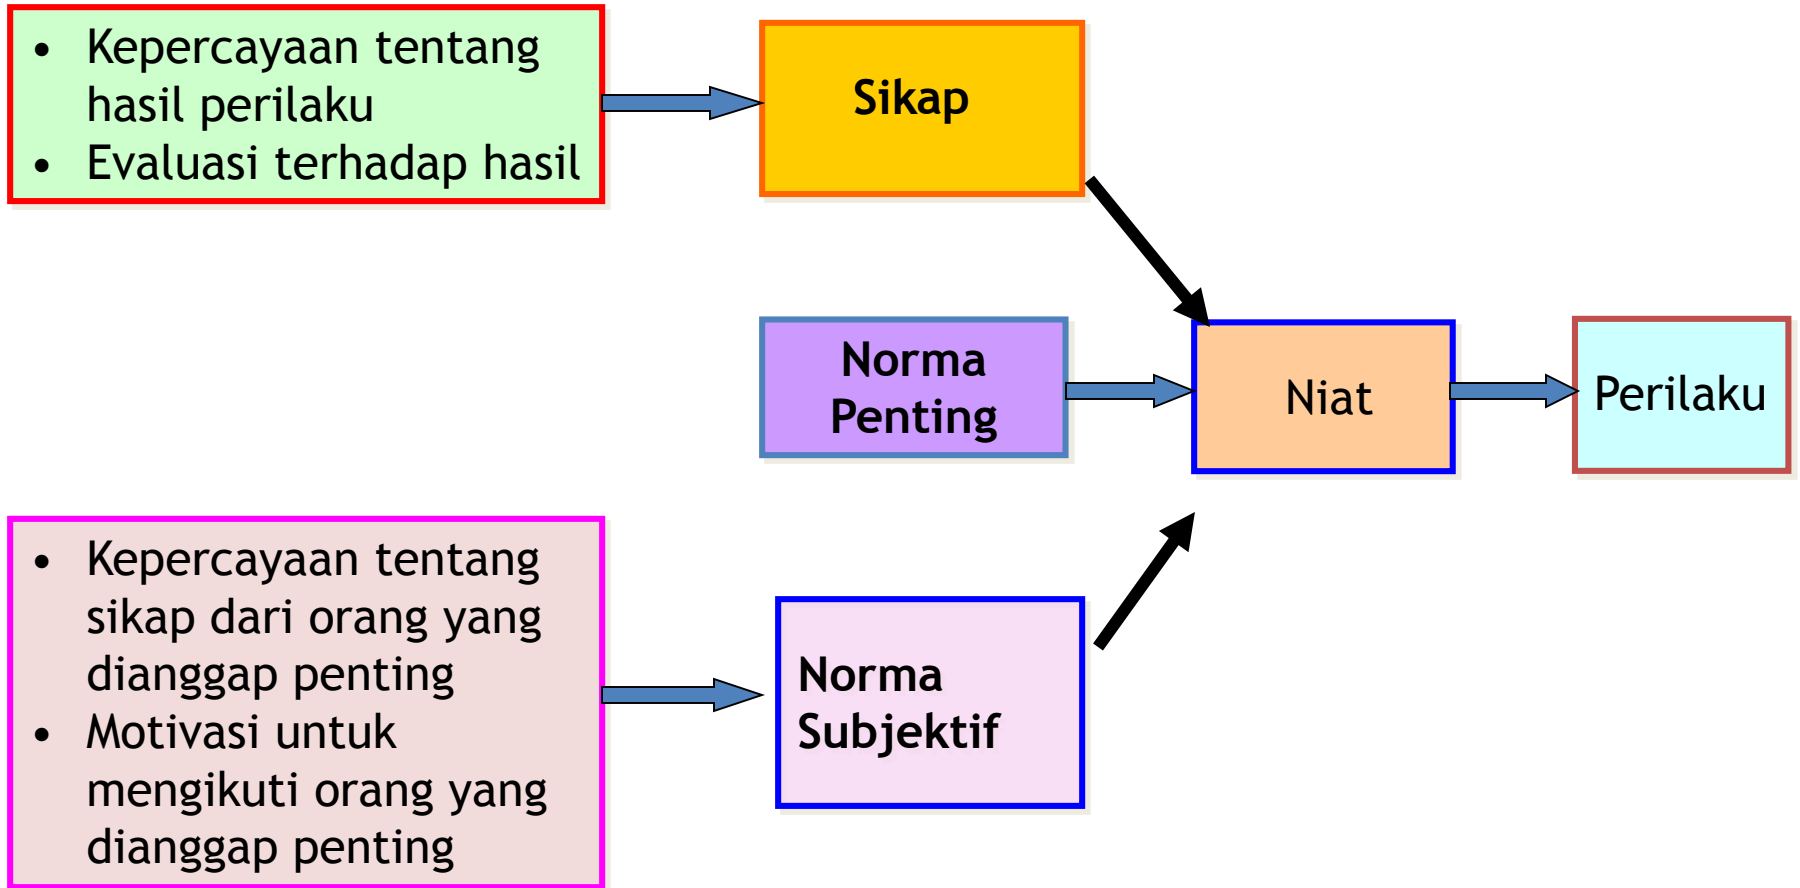 • Kepercayaan tentang
hasil perilaku
• Evaluasi terhadap hasil
Sikap
Norma
Penting
Niat
Perilaku
• Kepercayaan tentang
sikap dari orang yang
dianggap penting
• Motivasi untuk
mengikuti orang yang
dianggap penting
Norma
Subjektif